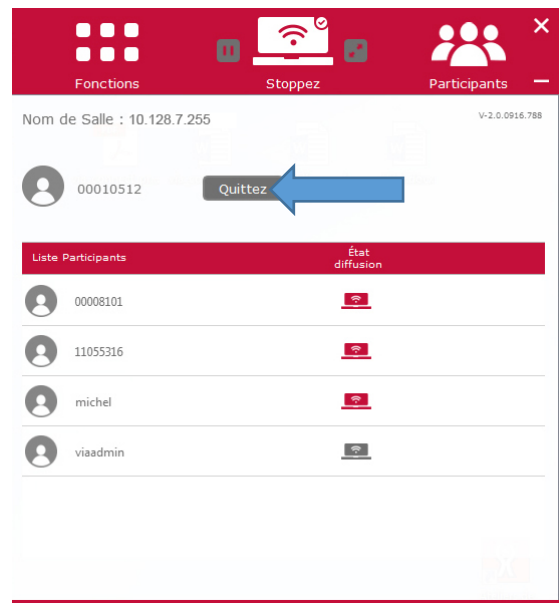 Fonctions
Stoppez
Participants
Nom de Salle : 10.128.7.255
V-2.0.0916.788
00010512
Quittez
Liste Participants
État
diffusion
00008101
11055316
michel
viaadmin